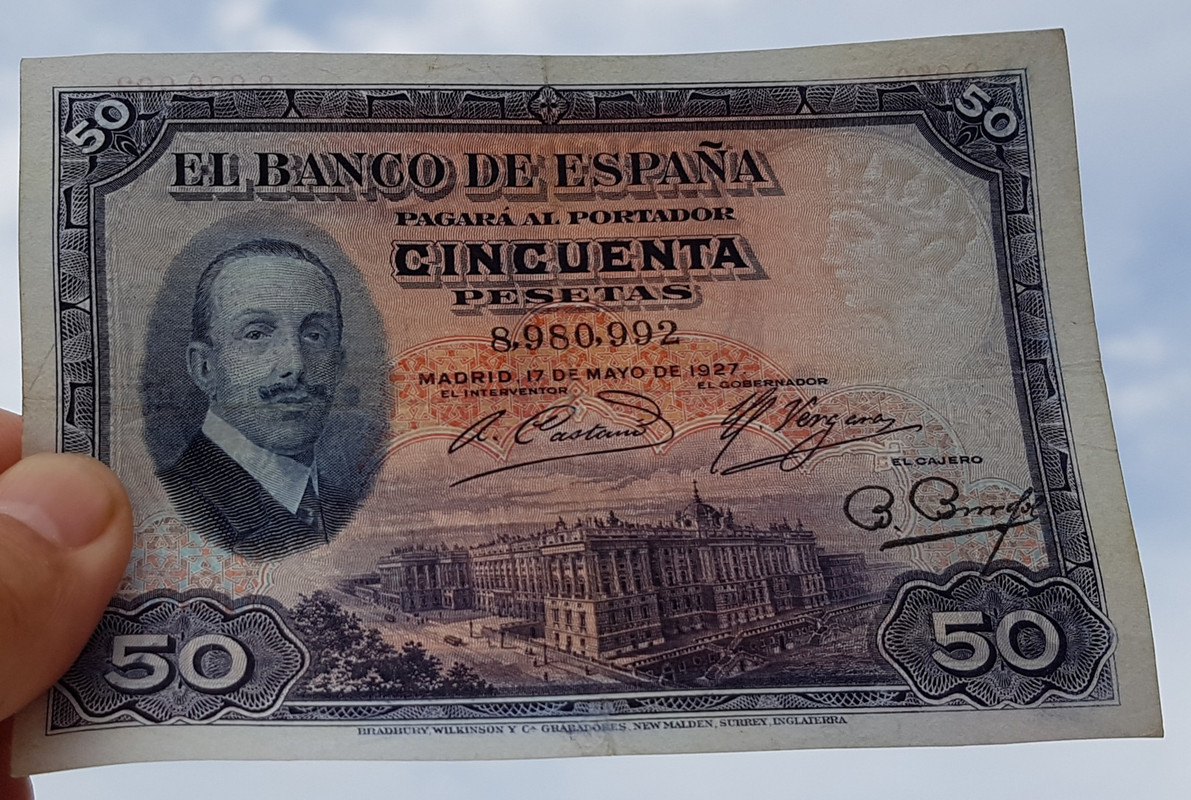 50
50
EL BANCO DE ESPAÑA
PAGARÁ AL PORTADOR
CINCUENTA
PESETAS
8,980,992
MADRID, 17 DE MAYO DE 1927.
EL INTERVENTOR
EL GOBERNADOR
EL CAJERO
50
50
BRADBURY, WILKINSON Y Cª GRABADORES, NEW MALDEN, SURREY, INGLATERRA